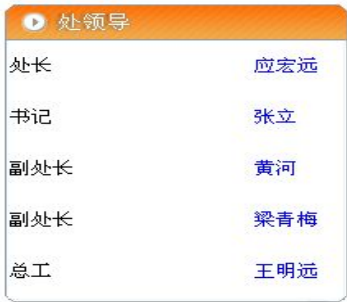 处领导
处长 应宏远
书记 张立
副处长 黄河
副处长 梁青梅
总工 王明远